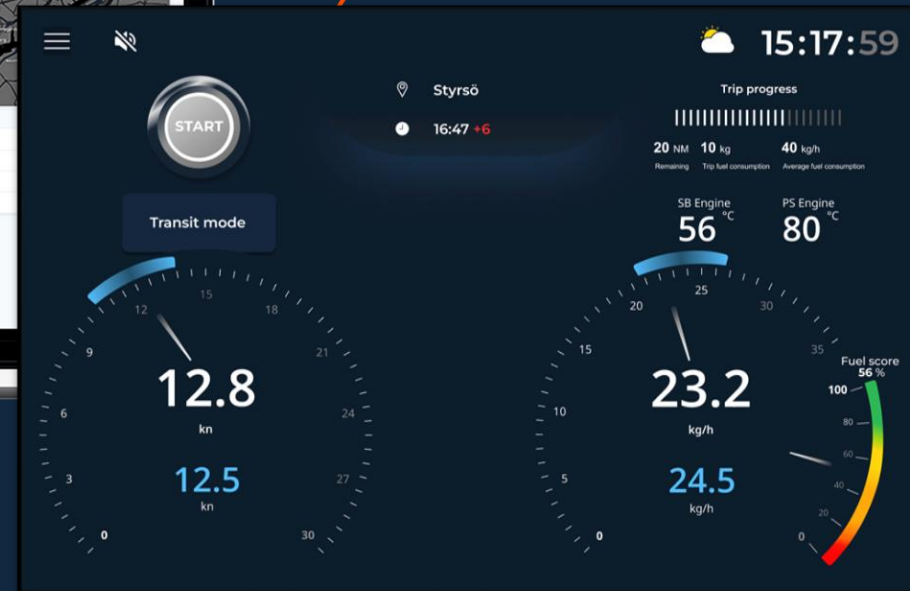 15:17:59
START
Styrsö
16:47 +6
Trip progress
20 NM 10 kg 40 kg/h
Remaining Trip fuel consumption Average fuel consumption
SB Engine PS Engine
56 °C 80 °C
Transit mode
0
3
6
9
12
15
18
21
24
27
30
12.8
kn
12.5
kn
0
5
10
15
20
25
30
35
23.2
kg/h
24.5
kg/h
Fuel score
56 %
100
80
60
40
20
0